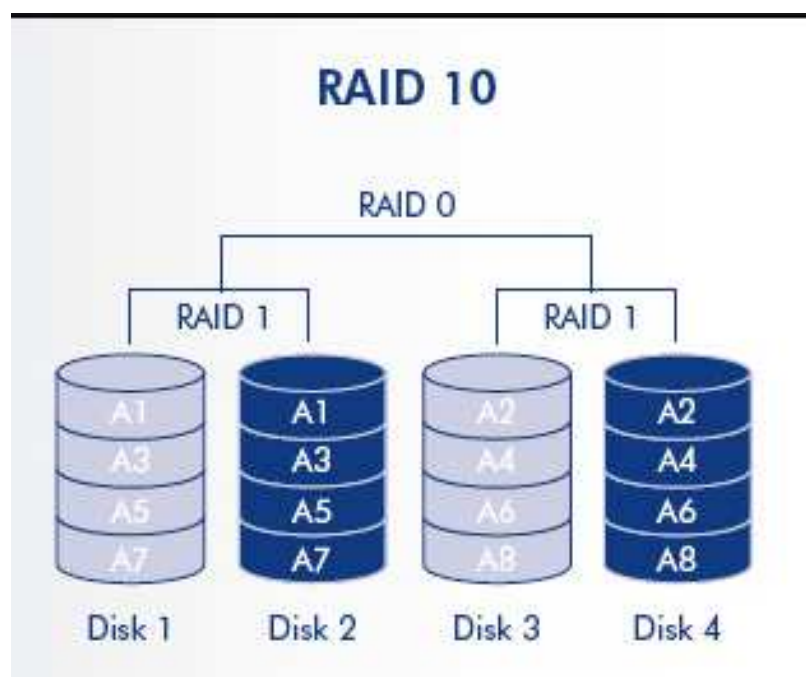 RAID 10
RAID 0
RAID 1 RAID 1
A1 A1 A2 A2
A3 A3 A4 A4
A5 A5 A6 A6
A7 A7 A8 A8
Disk 1 Disk 2 Disk 3 Disk 4